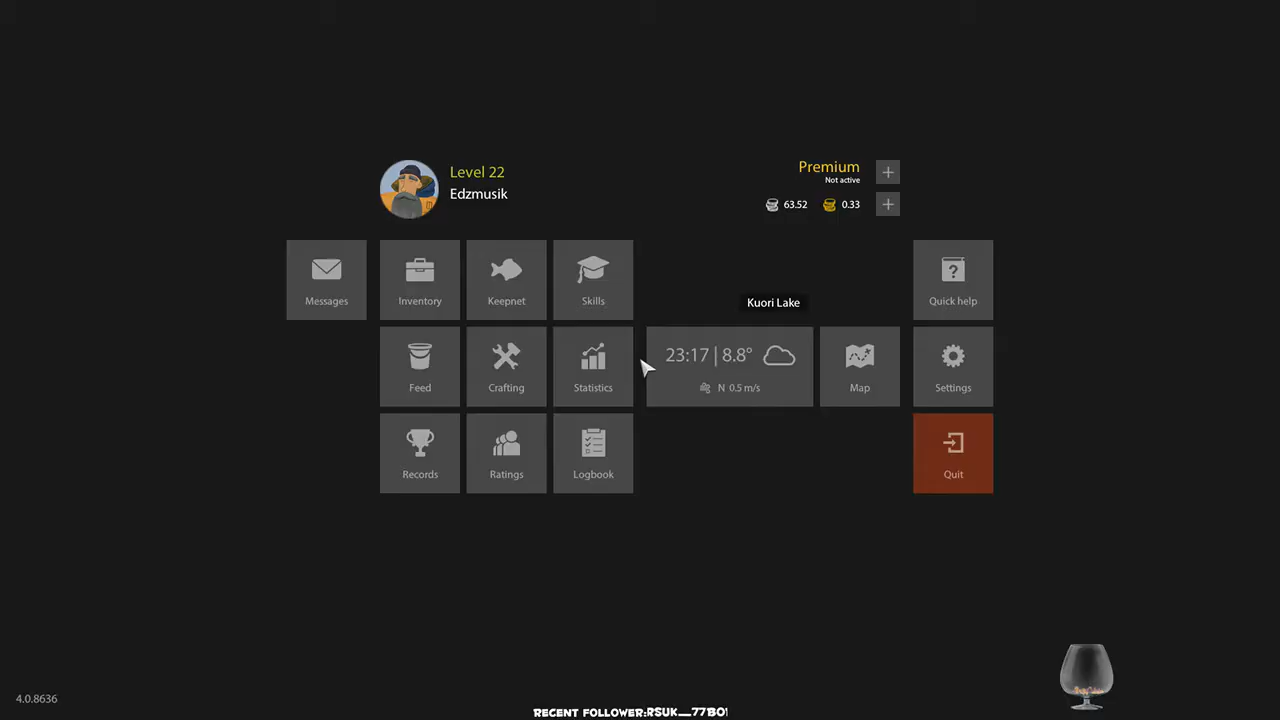 Level 22
Edzmusik
Premium
Not active
63.52
0.33
Messages
Inventory
Keepnet
Skills
Kuori Lake
Quick help
Feed
Crafting
Statistics
23:17 | 8.8°
N 0.5 m/s
Map
Settings
Records
Ratings
Logbook
Quit
4.0.8636
RECENT FOLLOWER: